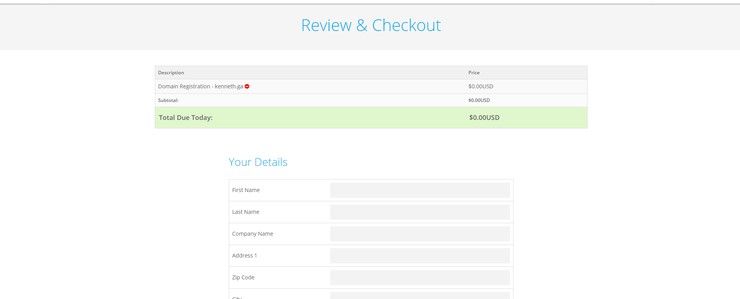 Review & Checkout
Description Price
Domain Registration - kenneth.ga $0.00USD
Subtotal: $0.00USD
Total Due Today: $0.00USD
Your Details
First Name
Last Name
Company Name
Address 1
Zip Code
City